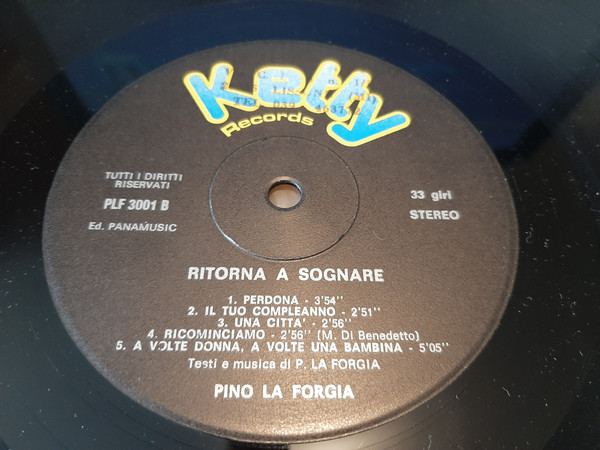 Ketty
Records
TUTTI I DIRITTI
RISERVATI
PLF 3001 B
Ed. PANAMUSIC
33 giri
STEREO
RITORNA A SOGNARE
1. PERDONA - 3'54''
2. IL TUO COMPLEANNO - 2'51''
3. UNA CITTA' - 2'56''
4. RICOMINCIAMO - 2'56'' (M. Di Benedetto)
5. A VOLTE DONNA, A VOLTE UNA BAMBINA - 5'05''
Testi e musica di P. LA FORGIA
PINO LA FORGIA